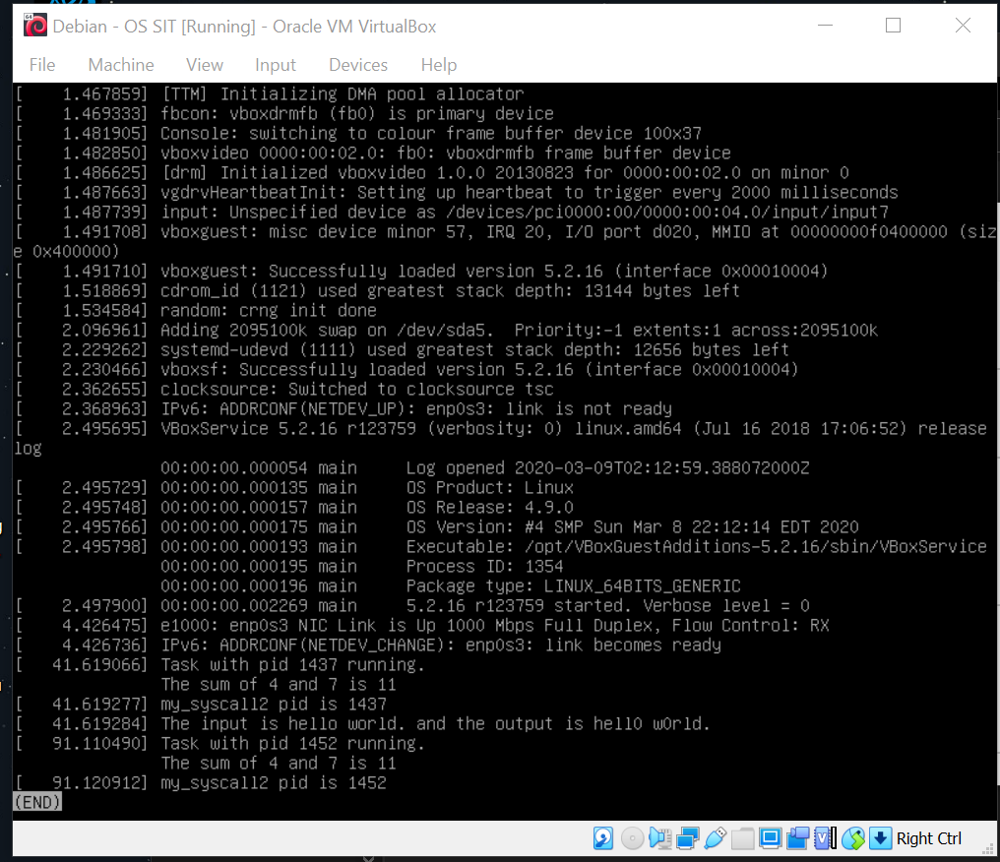 Debian - OS SIT [Running] - Oracle VM VirtualBox
File Machine View Input Devices Help
[    1.467859] [TTM] Initializing DMA pool allocator
[    1.469333] fbcon: vboxdrmfb (fb0) is primary device
[    1.481905] Console: switching to colour frame buffer device 100x37
[    1.482850] vboxvideo 0000:00:02.0: fb0: vboxdrmfb frame buffer device
[    1.486625] [drm] Initialized vboxvideo 1.0.0 20130823 for 0000:00:02.0 on minor 0
[    1.487663] vgdrvHeartbeatInit: Setting up heartbeat to trigger every 2000 milliseconds
[    1.487739] input: Unspecified device as /devices/pci0000:00/0000:00:04.0/input/input7
[    1.491708] vboxguest: misc device minor 57, IRQ 20, I/O port d020, MMIO at 00000000f0400000 (siz
e 0x400000)
[    1.491710] vboxguest: Successfully loaded version 5.2.16 (interface 0x00010004)
[    1.518869] cdrom_id (1121) used greatest stack depth: 13144 bytes left
[    1.534584] random: crng init done
[    2.096961] Adding 2095100k swap on /dev/sda5.  Priority:-1 extents:1 across:2095100k
[    2.229262] systemd-udevd (1111) used greatest stack depth: 12656 bytes left
[    2.230466] vboxsf: Successfully loaded version 5.2.16 (interface 0x00010004)
[    2.362655] clocksource: Switched to clocksource tsc
[    2.368963] IPv6: ADDRCONF(NETDEV_UP): enp0s3: link is not ready
[    2.495695] VBoxService 5.2.16 r123759 (verbosity: 0) linux.amd64 (Jul 16 2018 17:06:52) release
log
00:00:00.000054 main     Log opened 2020-03-09T02:12:59.388072000Z
[    2.495729] 00:00:00.000135 main     OS Product: Linux
[    2.495748] 00:00:00.000157 main     OS Release: 4.9.0
[    2.495766] 00:00:00.000175 main     OS Version: #4 SMP Sun Mar 8 22:12:14 EDT 2020
[    2.495798] 00:00:00.000193 main     Executable: /opt/VBoxGuestAdditions-5.2.16/sbin/VBoxService
00:00:00.000195 main     Process ID: 1354
00:00:00.000196 main     Package type: LINUX_64BITS_GENERIC
[    2.497900] 00:00:00.002269 main     5.2.16 r123759 started. Verbose level = 0
[    4.426475] e1000: enp0s3 NIC Link is Up 1000 Mbps Full Duplex, Flow Control: RX
[    4.426736] IPv6: ADDRCONF(NETDEV_CHANGE): enp0s3: link becomes ready
[   41.619066] Task with pid 1437 running.
The sum of 4 and 7 is 11
[   41.619277] my_syscall2 pid is 1437
[   41.619284] The input is hello world. and the output is hell0 w0rld.
[   91.110490] Task with pid 1452 running.
The sum of 4 and 7 is 11
[   91.120912] my_syscall2 pid is 1452
(END)
Right Ctrl